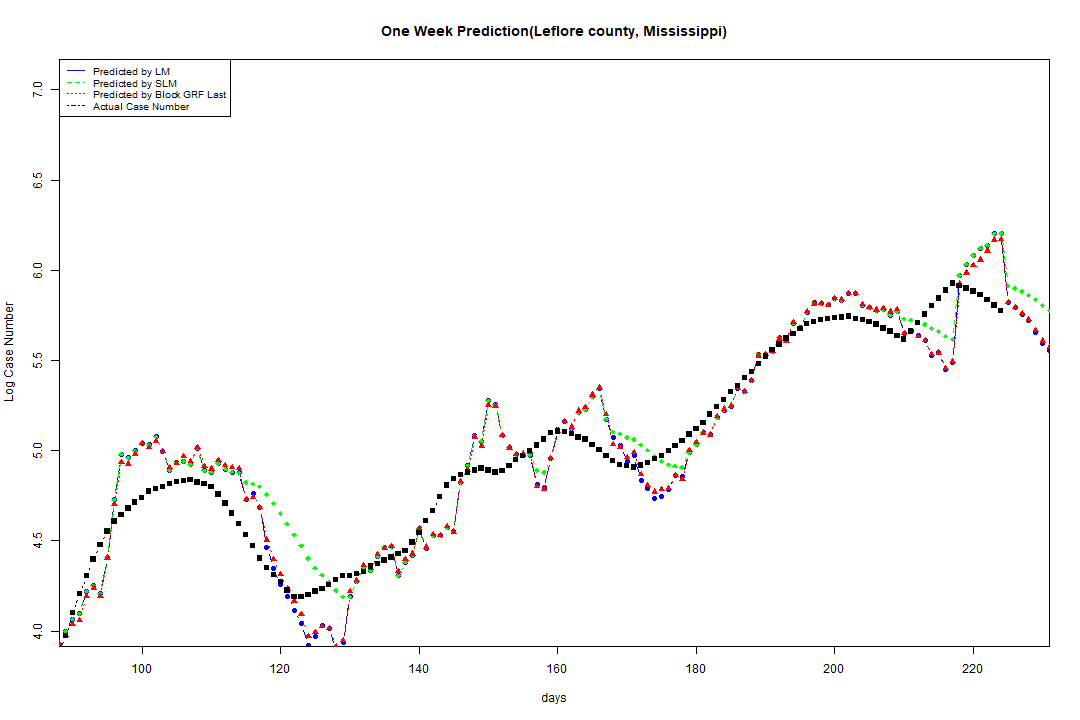 One Week Prediction(Leflore county, Mississippi)
Predicted by LM
Predicted by SLM
Predicted by Block GRF Last
Actual Case Number
7.0
6.5
6.0
5.5
5.0
4.5
4.0
Log Case Number
100 120 140 160 180 200 220
days